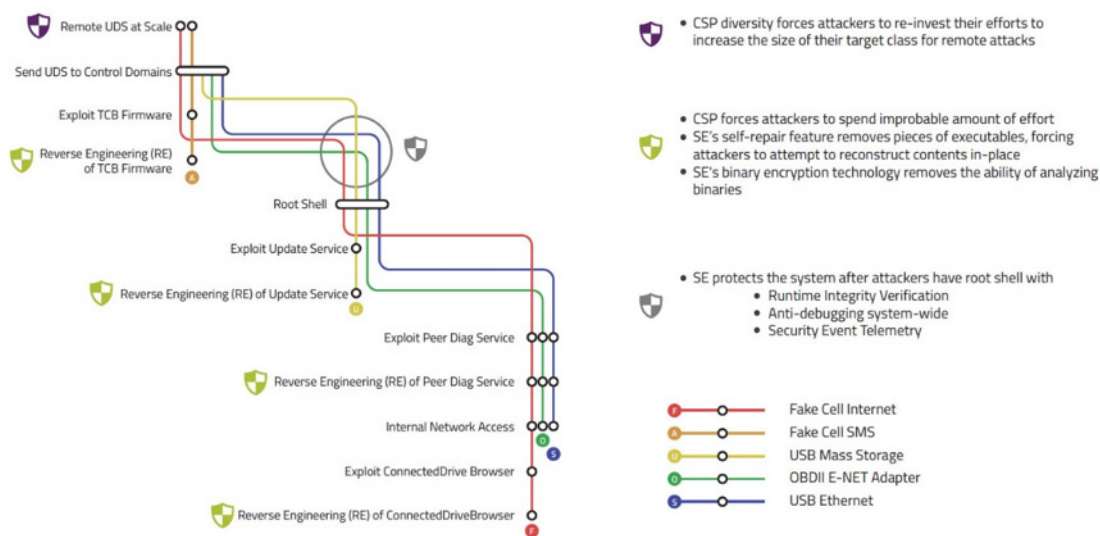 Remote UDS at Scale
Send UDS to Control Domains
Exploit TCB Firmware
Reverse Engineering (RE)
of TCB Firmware
A
Root Shell
Exploit Update Service
Reverse Engineering (RE) of Update Service
U
Exploit Peer Diag Service
Reverse Engineering (RE) of Peer Diag Service
Internal Network Access
O
S
Exploit ConnectedDrive Browser
Reverse Engineering (RE) of ConnectedDriveBrowser
F
• CSP diversity forces attackers to re-invest their efforts to
increase the size of their target class for remote attacks
• CSP forces attackers to spend improbable amount of effort
• SE's self-repair feature removes pieces of executables, forcing
attackers to attempt to reconstruct contents in-place
• SE's binary encryption technology removes the ability of analyzing
binaries
• SE protects the system after attackers have root shell with
• Runtime Integrity Verification
• Anti-debugging system-wide
• Security Event Telemetry
F Fake Cell Internet
A Fake Cell SMS
U USB Mass Storage
O OBDII E-NET Adapter
S USB Ethernet